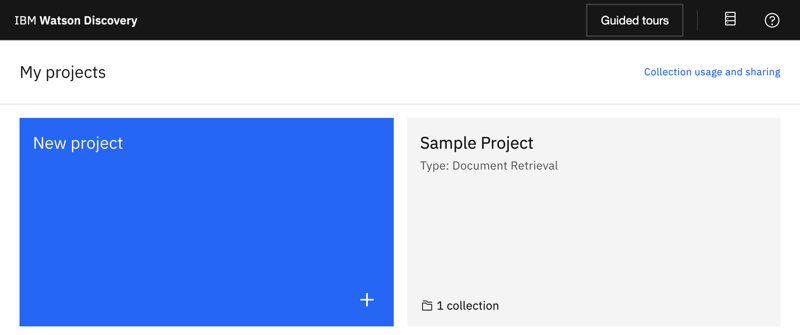 IBM Watson Discovery
Guided tours
My projects
Collection usage and sharing
New project
Sample Project
Type: Document Retrieval
1 collection